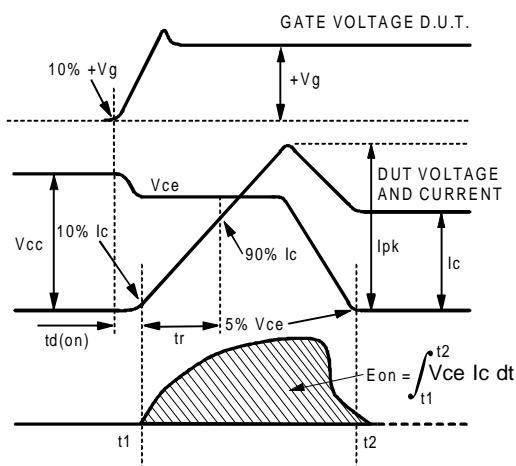 GATE VOLTAGE D.U.T.
10% +Vg
+Vg
Vce
DUT VOLTAGE
AND CURRENT
Vcc
10% Ic
90% Ic
Ipk
Ic
td(on)
tr
5% Vce
Eon = ∫ Vce Ic dt
t2
t1
t1
t2